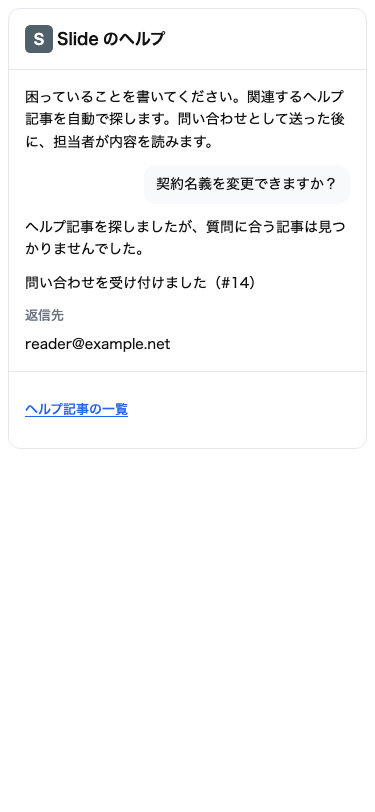 S Slide のヘルプ
困っていることを書いてください。関連するヘルプ
記事を自動で探します。問い合わせとして送った後
に、担当者が内容を読みます。
契約名義を変更できますか？
ヘルプ記事を探しましたが、質問に合う記事は見つ
かりませんでした。
問い合わせを受け付けました（#14）
返信先
reader@example.net
ヘルプ記事の一覧